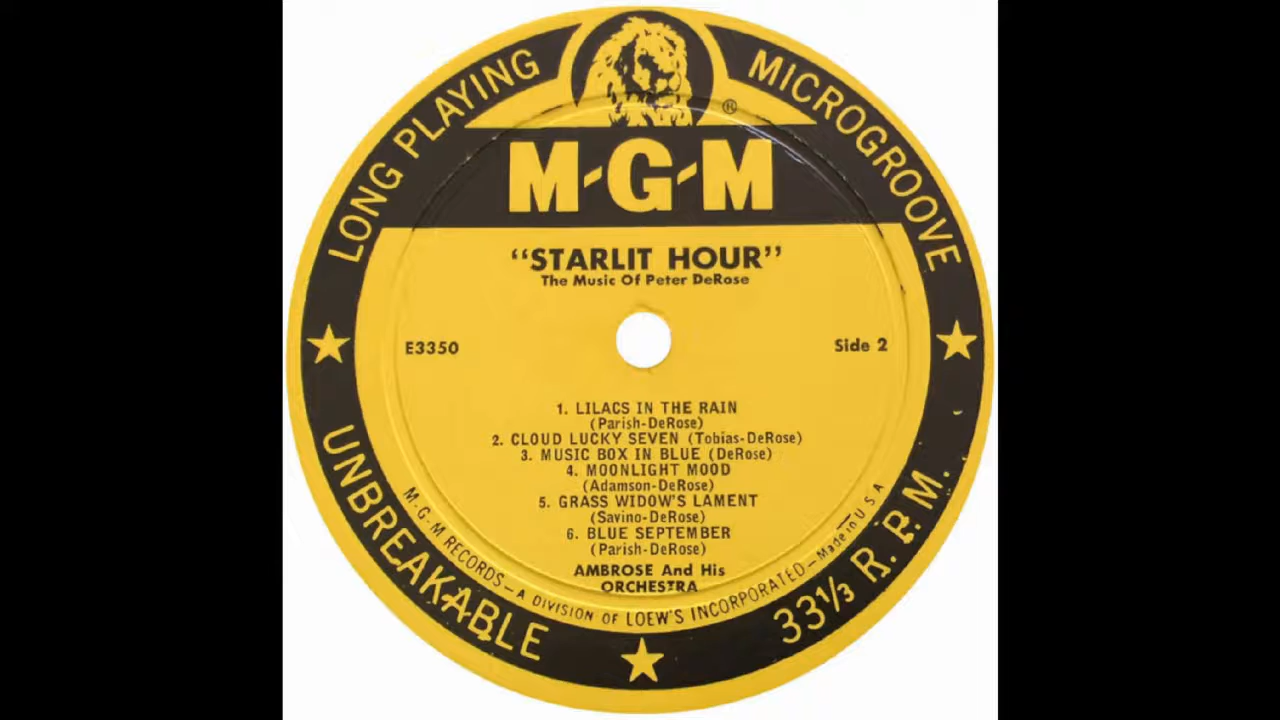 LONG PLAYING
MICROGROOVE
®
M-G-M
“STARLIT HOUR”
The Music Of Peter DeRose
E3350
Side 2
1. LILACS IN THE RAIN
(Parish-DeRose)
2. CLOUD LUCKY SEVEN (Tobias-DeRose)
3. MUSIC BOX IN BLUE (DeRose)
4. MOONLIGHT MOOD
(Adamson-DeRose)
5. GRASS WIDOW'S LAMENT
(Savino-DeRose)
6. BLUE SEPTEMBER
(Parish-DeRose)
AMBROSE And His
ORCHESTRA
M-G-M RECORDS—A DIVISION OF LOEW'S INCORPORATED—Made in U S A
UNBREAKABLE
33⅓ R. P. M.